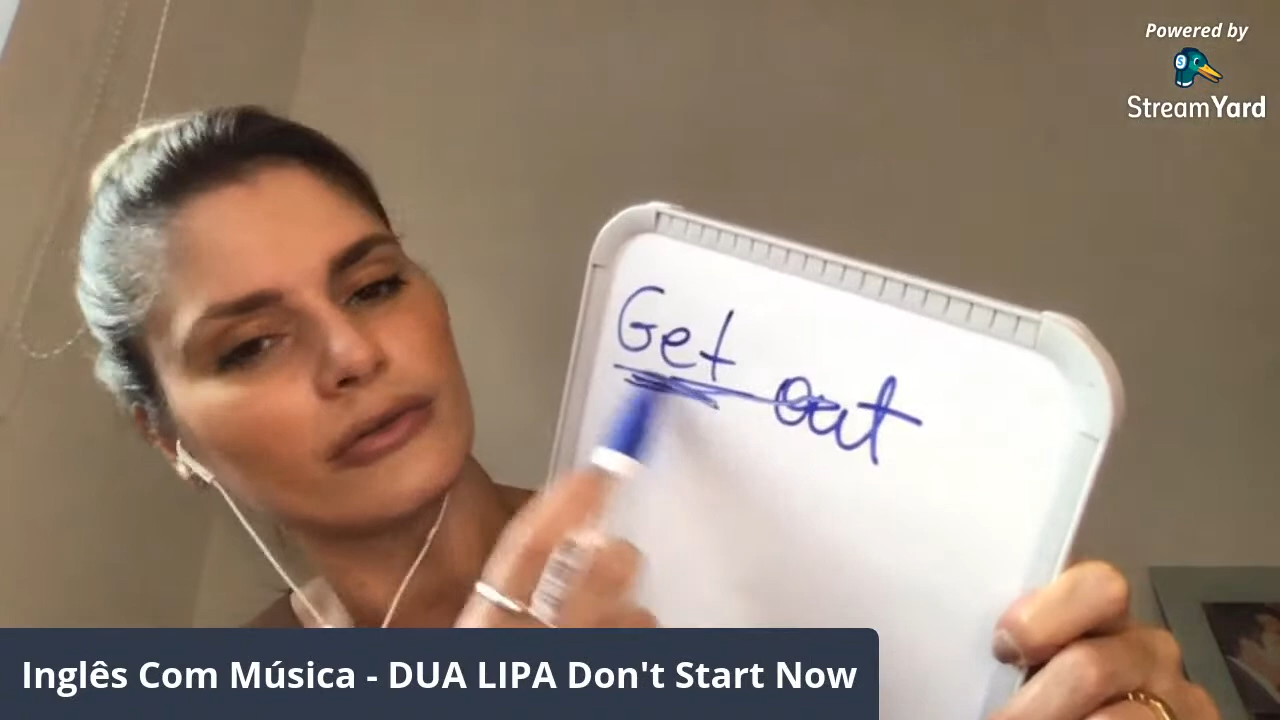 Powered by
StreamYard
Get out
Inglês Com Música - DUA LIPA Don't Start Now